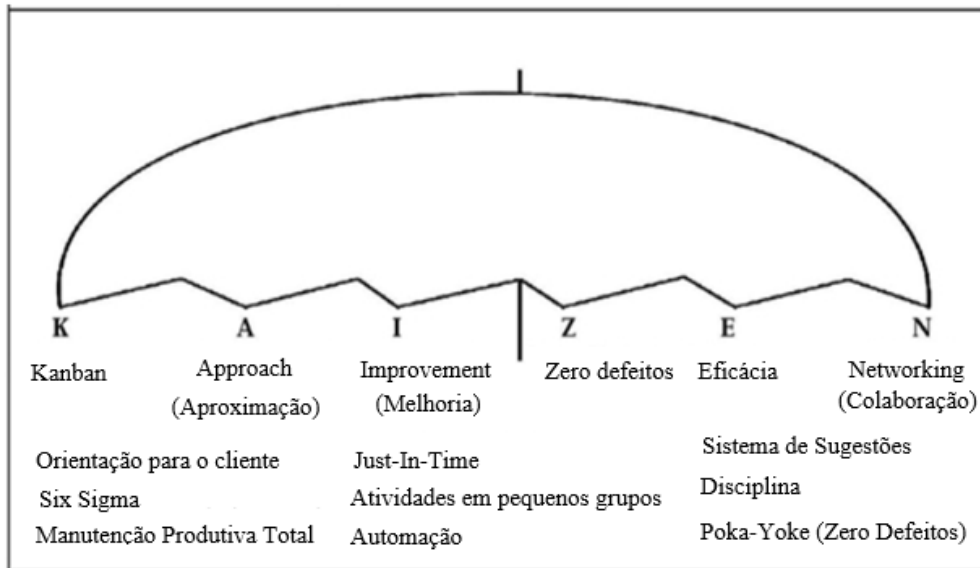 K A I Z E N
Kanban Approach Improvement Zero defeitos Eficácia Networking
(Aproximação) (Melhoria) (Colaboração)
Orientação para o cliente Just-In-Time Sistema de Sugestões
Six Sigma Atividades em pequenos grupos Disciplina
Manutenção Produtiva Total Automação Poka-Yoke (Zero Defeitos)